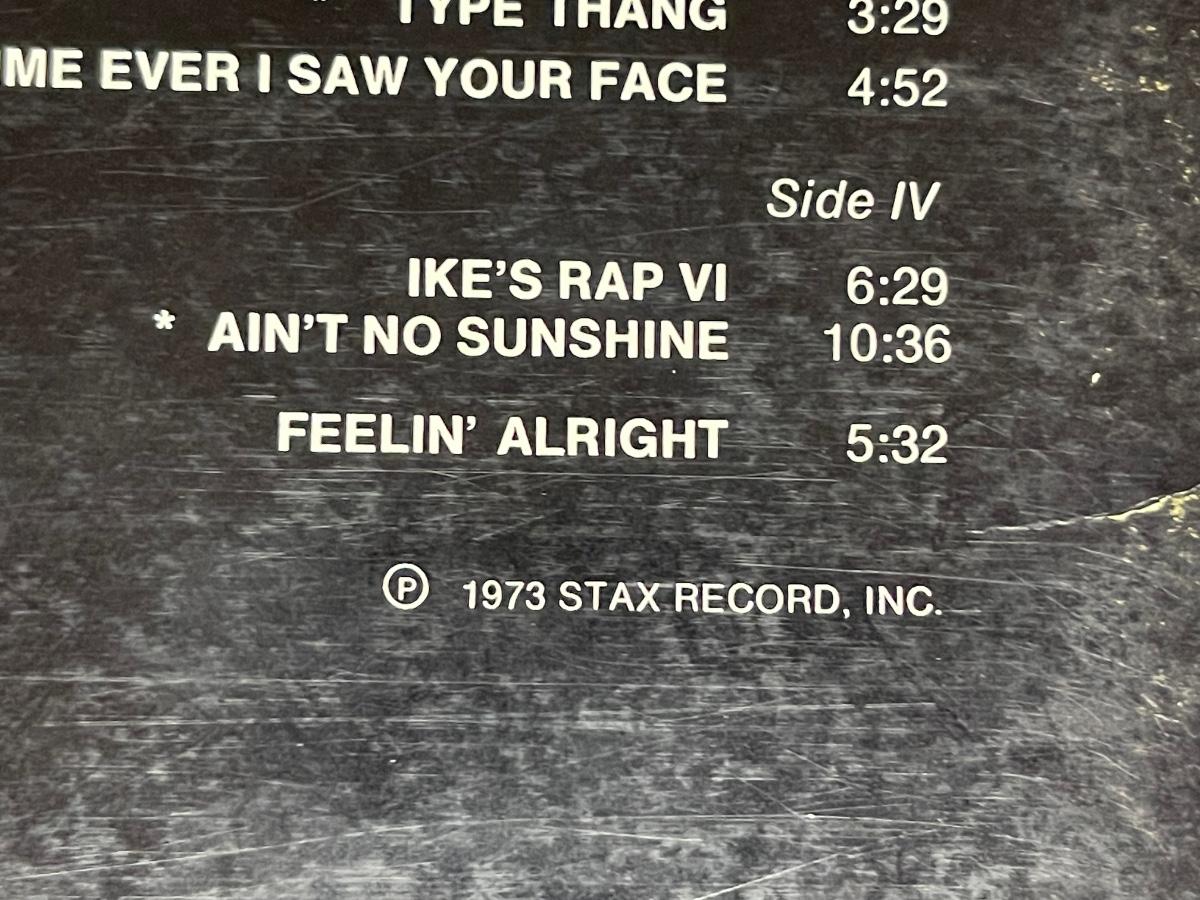 * TYPE THANG 3:29
ME EVER I SAW YOUR FACE 4:52
Side IV
IKE'S RAP VI 6:29
* AIN'T NO SUNSHINE 10:36
FEELIN' ALRIGHT 5:32
Ⓟ 1973 STAX RECORD, INC.